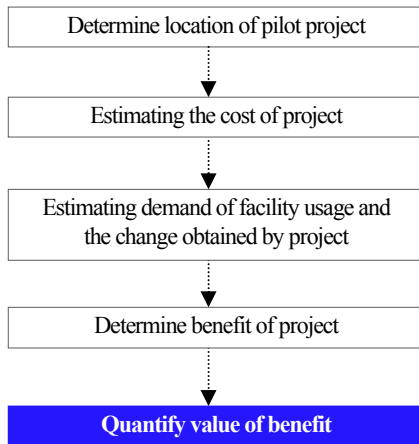 Determine location of pilot project
Estimating the cost of project
Estimating demand of facility usage and
the change obtained by project
Determine benefit of project
Quantify value of benefit